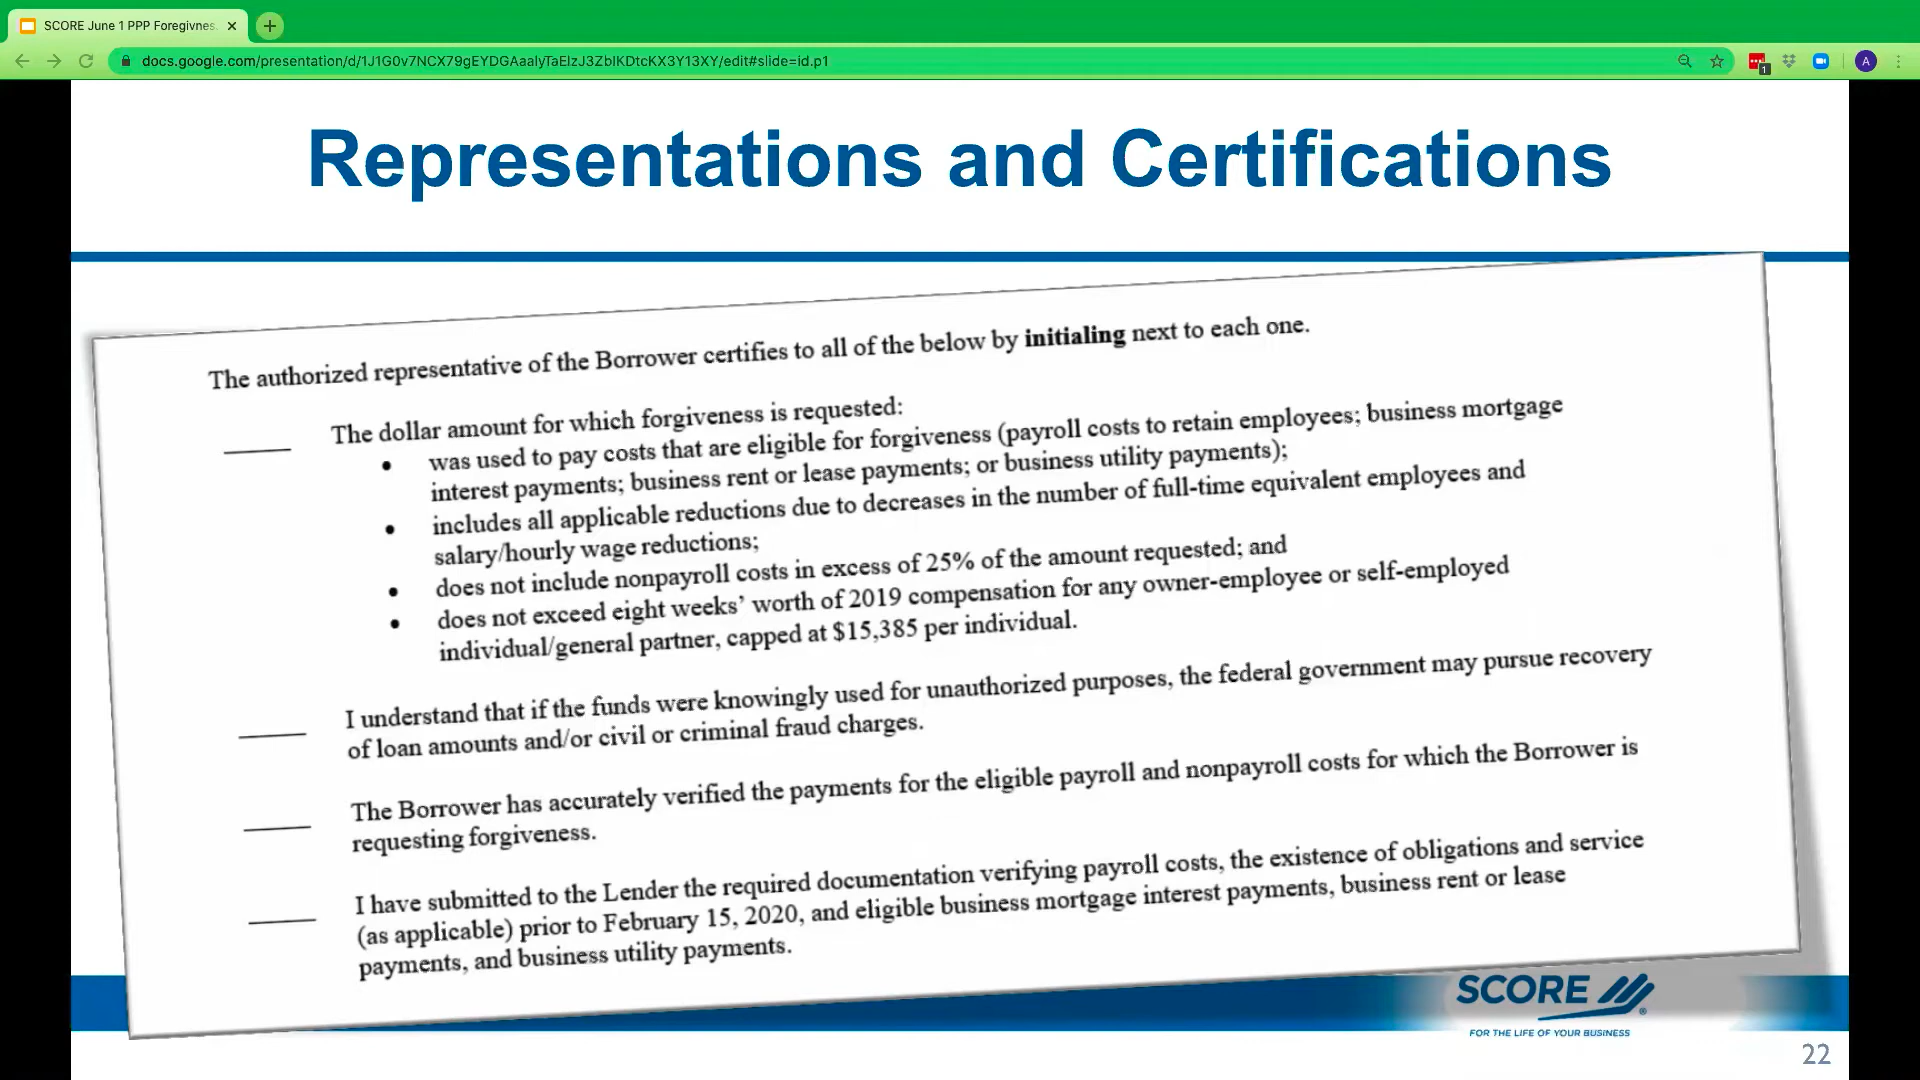 SCORE June 1 PPP Foregivnes
docs.google.com/presentation/d/1J1G0v7NCX79gEYDGAaalyTaElzJ3ZbIKDtcKX3Y13XY/edit#slide=id.p1
1
A
Representations and Certifications
The authorized representative of the Borrower certifies to all of the below by initialing next to each one.
The dollar amount for which forgiveness is requested:
• was used to pay costs that are eligible for forgiveness (payroll costs to retain employees; business mortgage
interest payments; business rent or lease payments; or business utility payments);
• includes all applicable reductions due to decreases in the number of full-time equivalent employees and
salary/hourly wage reductions;
• does not include nonpayroll costs in excess of 25% of the amount requested; and
• does not exceed eight weeks’ worth of 2019 compensation for any owner-employee or self-employed
individual/general partner, capped at $15,385 per individual.
I understand that if the funds were knowingly used for unauthorized purposes, the federal government may pursue recovery
of loan amounts and/or civil or criminal fraud charges.
The Borrower has accurately verified the payments for the eligible payroll and nonpayroll costs for which the Borrower is
requesting forgiveness.
I have submitted to the Lender the required documentation verifying payroll costs, the existence of obligations and service
(as applicable) prior to February 15, 2020, and eligible business mortgage interest payments, business rent or lease
payments, and business utility payments.
SCORE
®
FOR THE LIFE OF YOUR BUSINESS
22